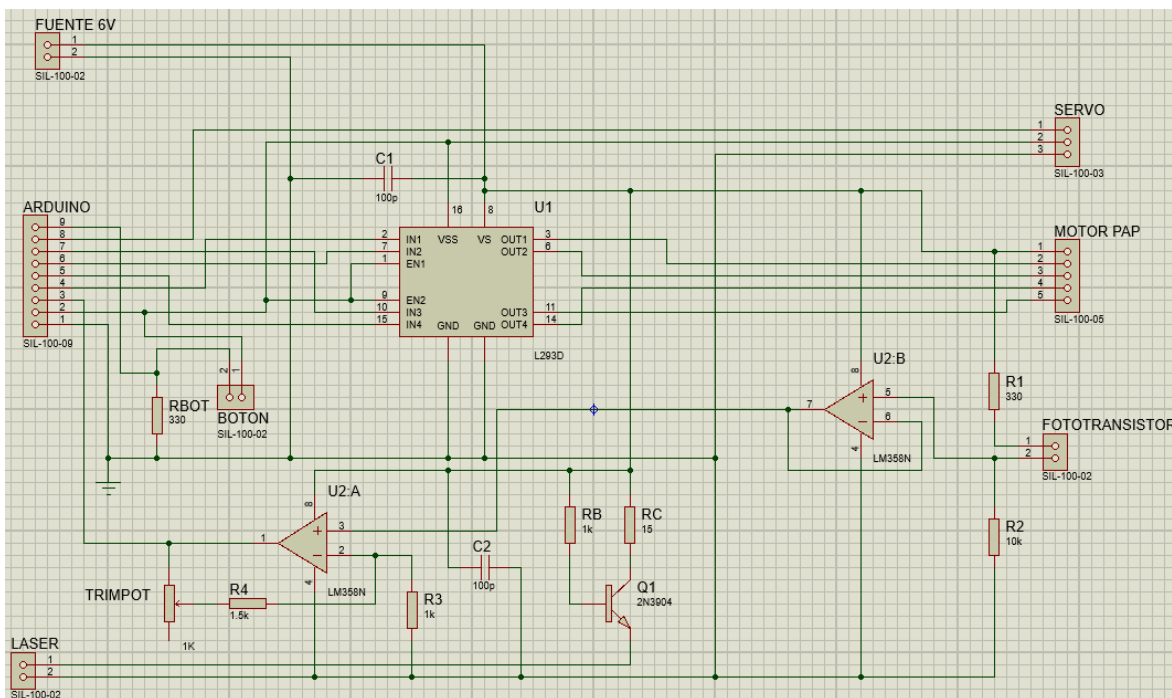 FUENTE 6V
1
2
SIL-100-02
SERVO
1
2
3
SIL-100-03
C1
100p
ARDUINO
9
8
7
6
5
4
3
2
1
SIL-100-09
16
8
U1
2
7
1
9
10
15
IN1
IN2
EN1
EN2
IN3
IN4
VSS
VS
OUT1
OUT2
OUT3
OUT4
GND
GND
3
6
11
14
L293D
MOTOR PAP
1
2
3
4
5
SIL-100-05
2
1
RBOT
330
BOTON
SIL-100-02
U2:B
8
5
6
7
4
LM358N
R1
330
FOTOTRANSISTOR
1
2
SIL-100-02
U2:A
8
3
2
1
4
LM358N
RB
1k
RC
15
R2
10k
C2
100p
Q1
2N3904
TRIMPOT
1K
R4
1.5k
R3
1k
LASER
1
2
SIL-100-02